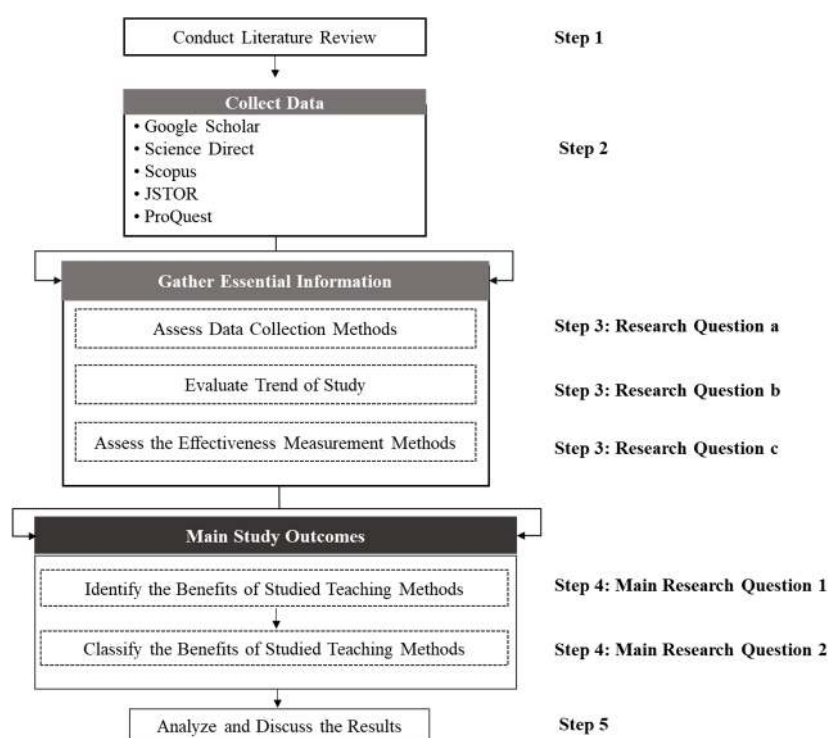 Conduct Literature Review
Step 1
Collect Data
• Google Scholar
• Science Direct
• Scopus
• JSTOR
• ProQuest
Step 2
Gather Essential Information
Assess Data Collection Methods
Step 3: Research Question a
Evaluate Trend of Study
Step 3: Research Question b
Assess the Effectiveness Measurement Methods
Step 3: Research Question c
Main Study Outcomes
Identify the Benefits of Studied Teaching Methods
Step 4: Main Research Question 1
Classify the Benefits of Studied Teaching Methods
Step 4: Main Research Question 2
Analyze and Discuss the Results
Step 5